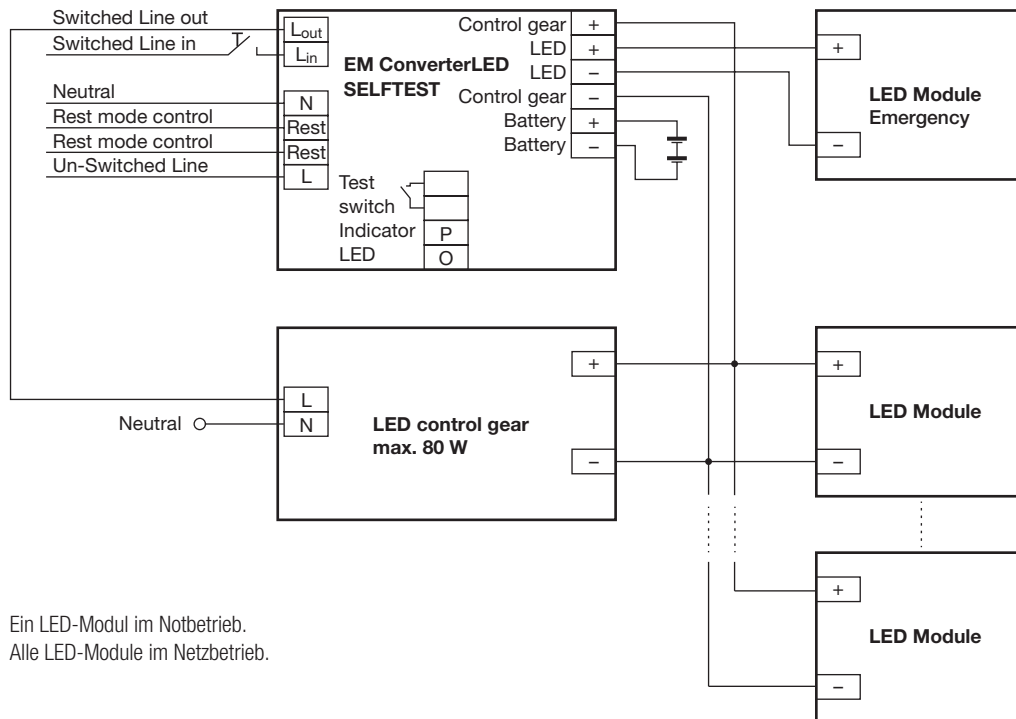 Switched Line out
Switched Line in
Neutral
Rest mode control
Rest mode control
Un-Switched Line
Lout
Lin
N
Rest
Rest
L
EM ConverterLED
SELFTEST
Test
switch
Indicator
LED
P
O
Control gear +
LED +
LED –
Control gear –
Battery +
Battery –
+
–
LED Module
Emergency
L
N
Neutral
LED control gear
max. 80 W
+
–
+
–
LED Module
+
–
LED Module
Ein LED-Modul im Notbetrieb.
Alle LED-Module im Netzbetrieb.